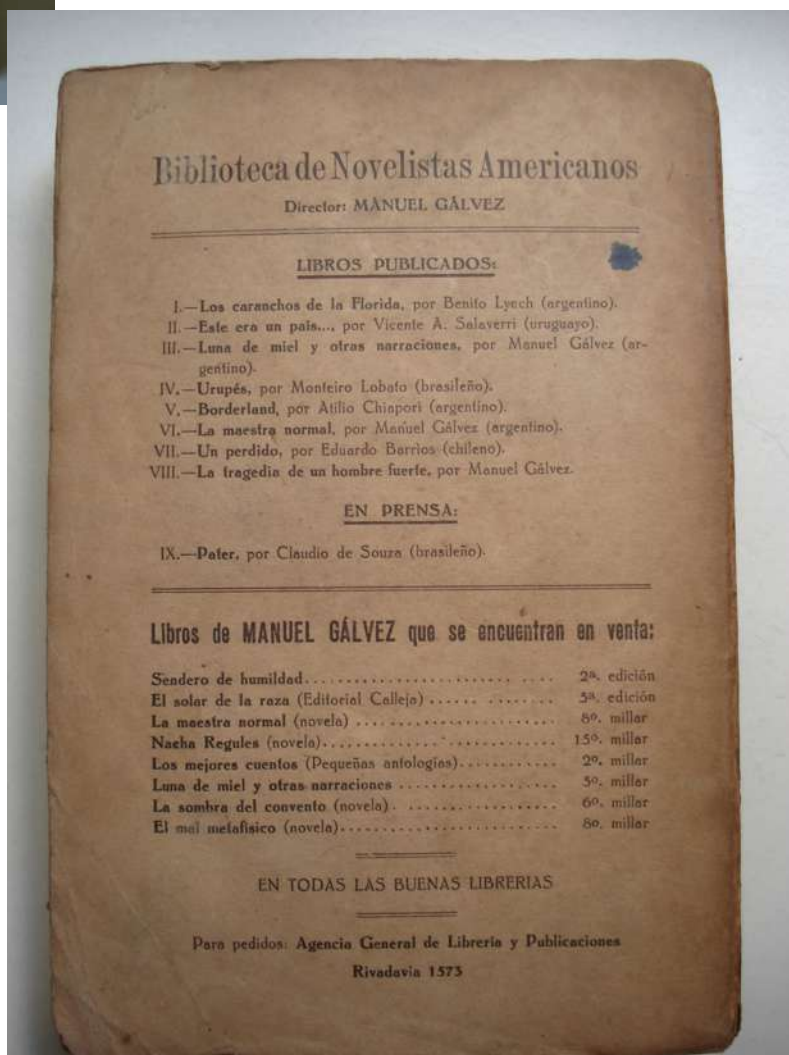 Biblioteca de Novelistas Americanos
Director: MANUEL GÁLVEZ
LIBROS PUBLICADOS:
I.—Los caranchos de la Florida, por Benito Lynch (argentino).
II.—Este era un país..., por Vicente A. Salaverri (uruguayo).
III.—Luna de miel y otras narraciones, por Manuel Gálvez (ar-
gentino).
IV.—Urupés, por Monteiro Lobato (brasileño).
V.—Borderland, por Atilio Chiapori (argentino).
VI.—La maestra normal, por Manuel Gálvez (argentino).
VII.—Un perdido, por Eduardo Barrios (chileno).
VIII.—La tragedia de un hombre fuerte, por Manuel Gálvez.
EN PRENSA:
IX.—Pater, por Claudio de Souza (brasileño).
Libros de MANUEL GÁLVEZ que se encuentran en venta:
Sendero de humildad........................ .... 2ª. edición
El solar de la raza (Editorial Calleja)...... ........ 5ª. edición
La maestra normal (novela) ........................ 8º. millar
Nacha Regules (novela)............................ 15º. millar
Los mejores cuentos (Pequeñas antologías)............ 2º. millar
Luna de miel y otras narraciones ................... 5º. millar
La sombra del convento (novela). .................. 6º. millar
El mal metafísico (novela).......................... 8º. millar
EN TODAS LAS BUENAS LIBRERIAS
Para pedidos: Agencia General de Librería y Publicaciones
Rivadavia 1573